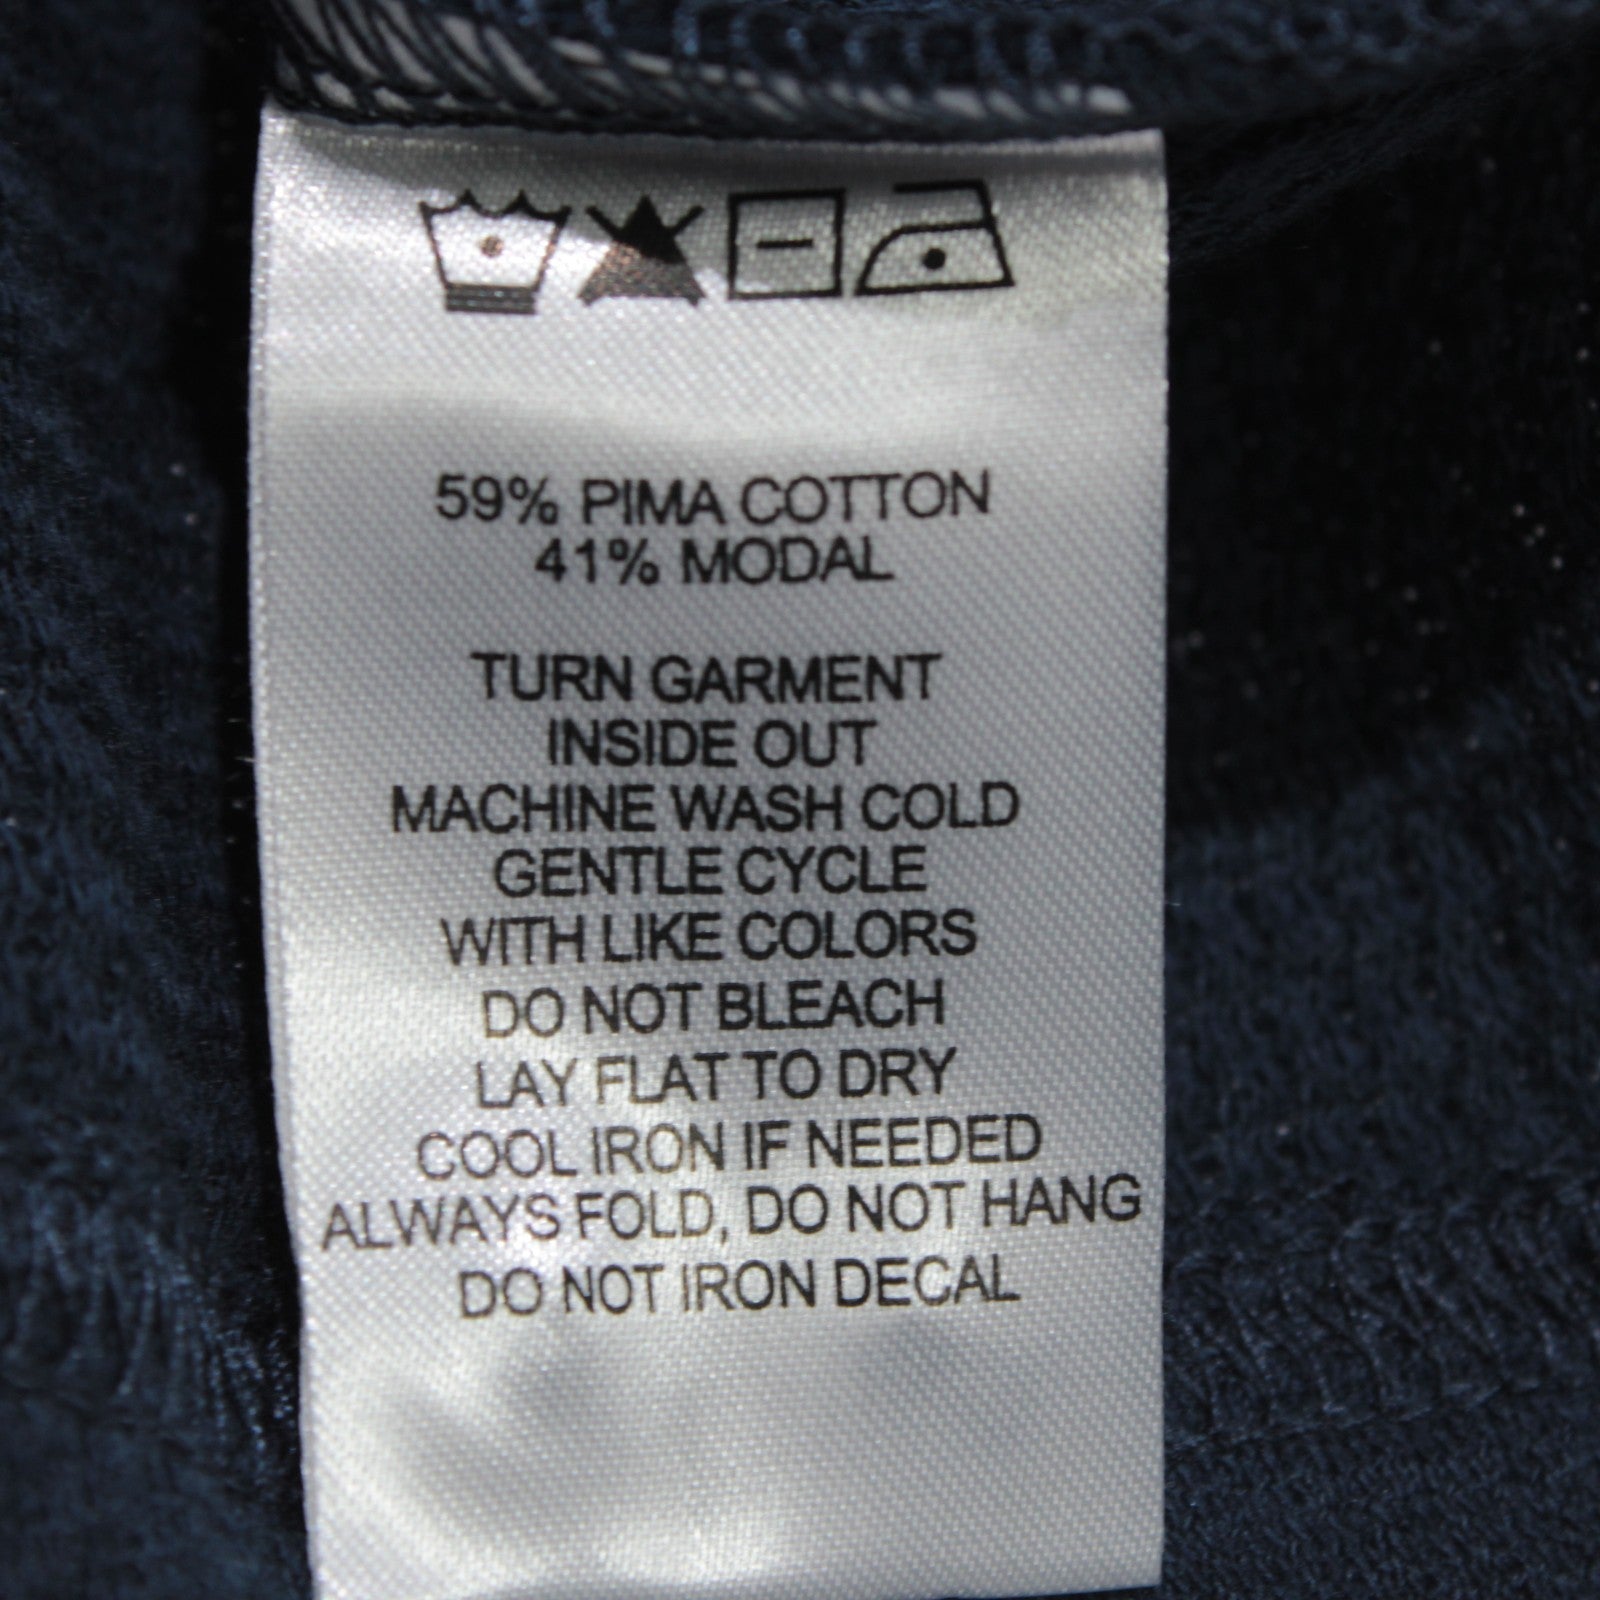 59% PIMA COTTON
41% MODAL
TURN GARMENT
INSIDE OUT
MACHINE WASH COLD
GENTLE CYCLE
WITH LIKE COLORS
DO NOT BLEACH
LAY FLAT TO DRY
COOL IRON IF NEEDED
ALWAYS FOLD, DO NOT HANG
DO NOT IRON DECAL